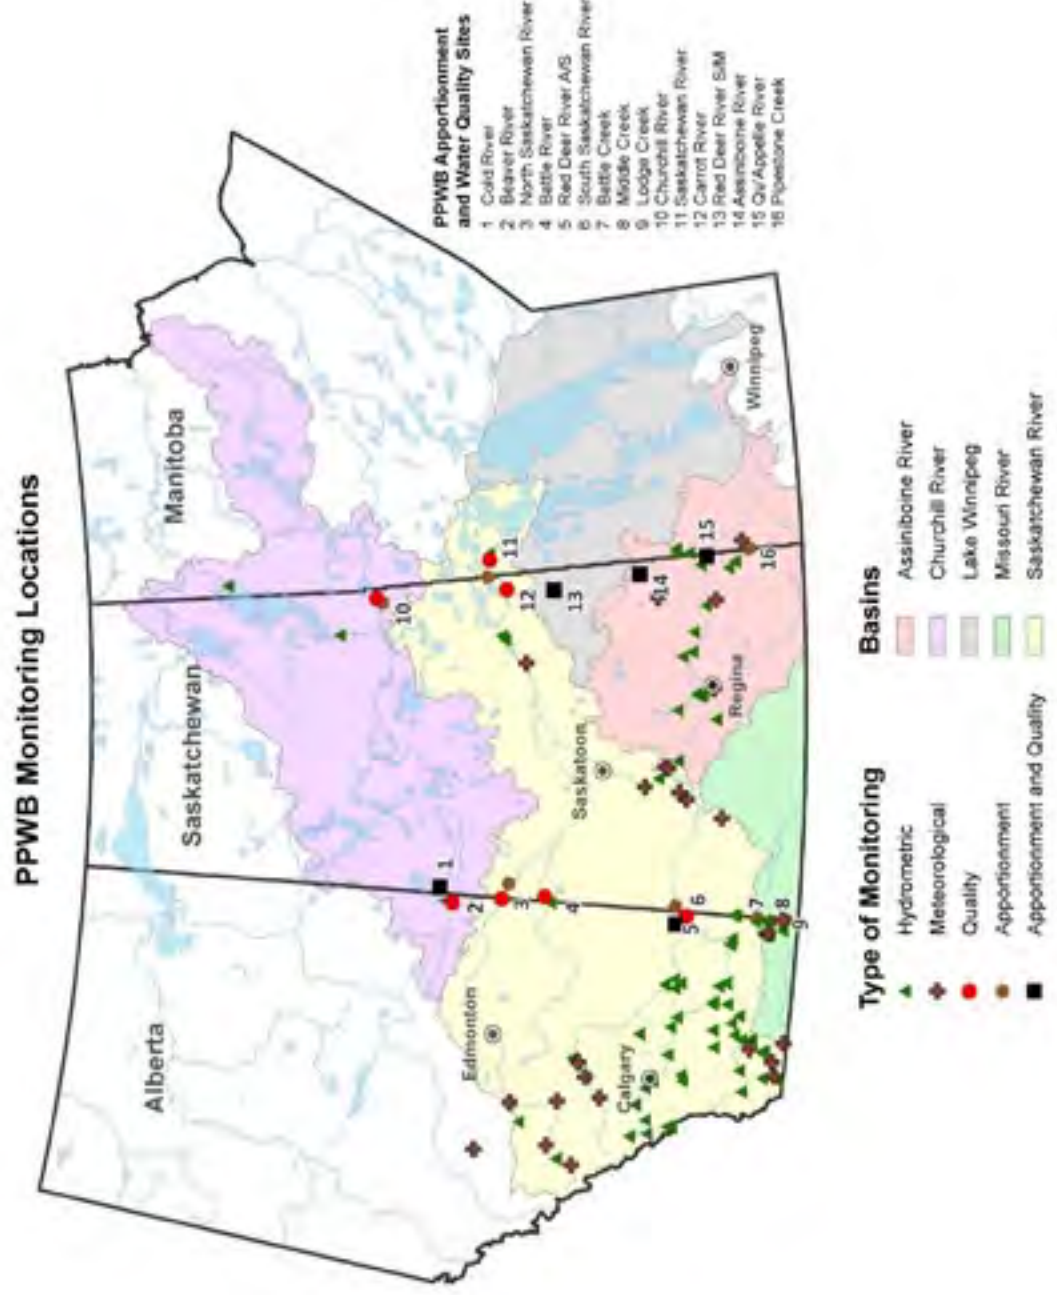 PPWB Monitoring Locations
Alberta
Saskatchewan
Manitoba
Edmonton
Calgary
Saskatoon
Regina
Winnipeg
1
2
3
4
5
6
7
8
9
10
11
12
13
14
15
16
PPWB Apportionment
and Water Quality Sites
1 Cold River
2 Beaver River
3 North Saskatchewan River
4 Battle River
5 Red Deer River A/S
6 South Saskatchewan River
7 Battle Creek
8 Middle Creek
9 Lodge Creek
10 Churchill River
11 Saskatchewan River
12 Carrot River
13 Red Deer River S/M
14 Assiniboine River
15 Qu'Appelle River
16 Pipestone Creek
Type of Monitoring
Hydrometric
Meteorological
Quality
Apportionment
Apportionment and Quality
Basins
Assiniboine River
Churchill River
Lake Winnipeg
Missouri River
Saskatchewan River